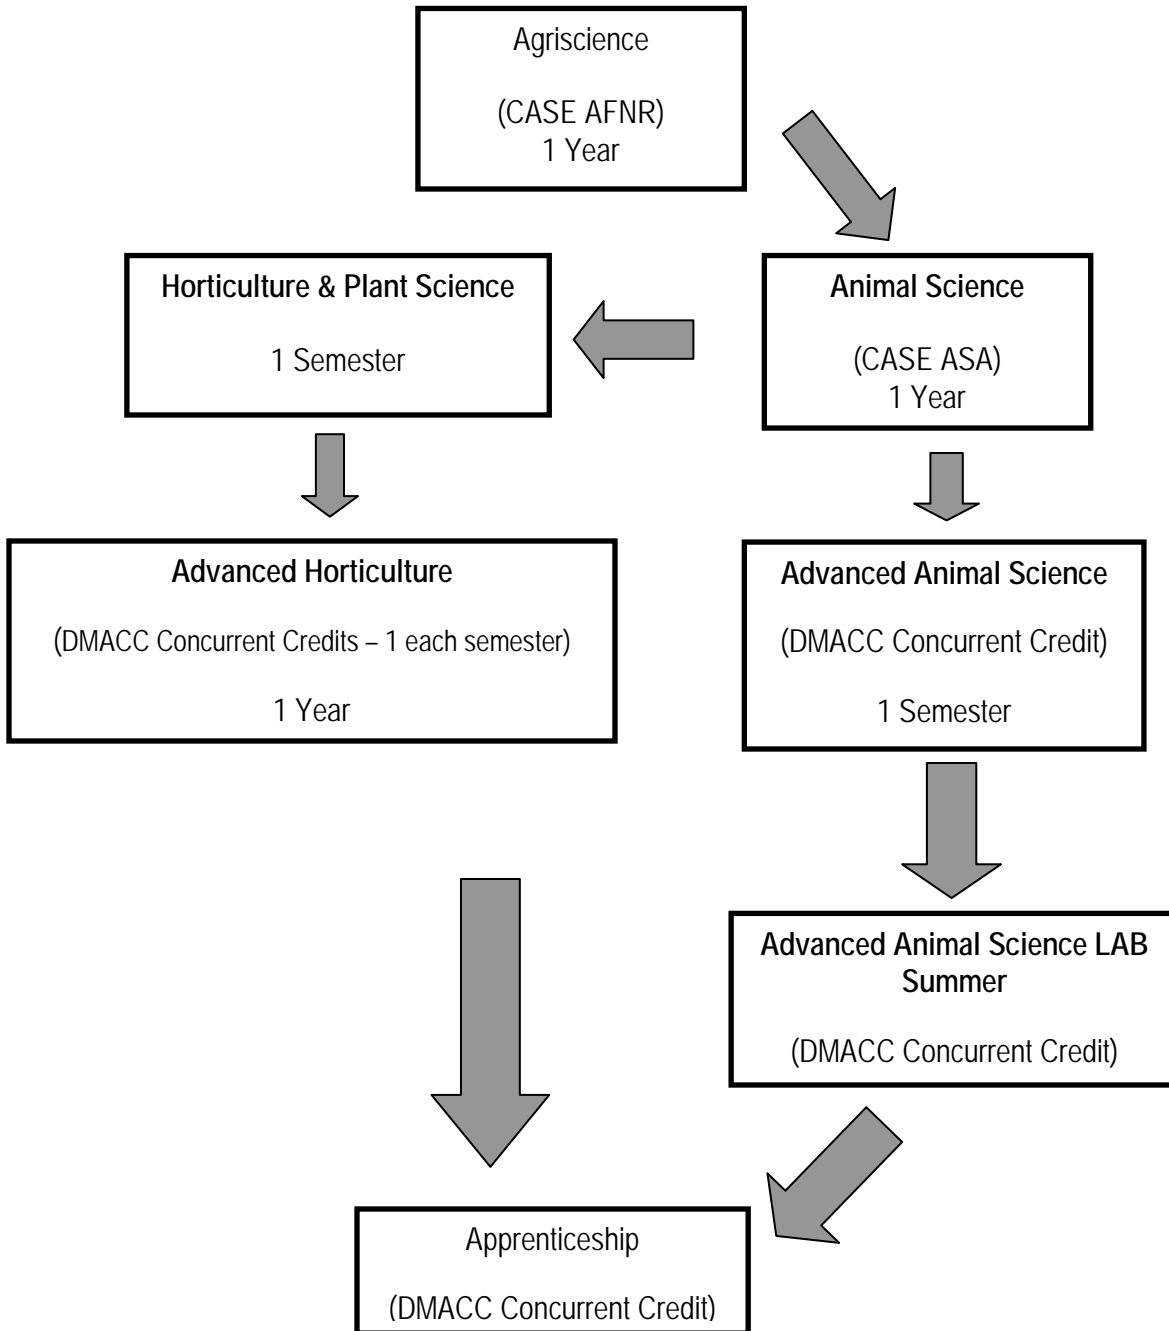 Agriscience
(CASE AFNR)
1 Year
Horticulture & Plant Science
1 Semester
Animal Science
(CASE ASA)
1 Year
Advanced Horticulture
(DMACC Concurrent Credits – 1 each semester)
1 Year
Advanced Animal Science
(DMACC Concurrent Credit)
1 Semester
Advanced Animal Science LAB
Summer
(DMACC Concurrent Credit)
Apprenticeship
(DMACC Concurrent Credit)